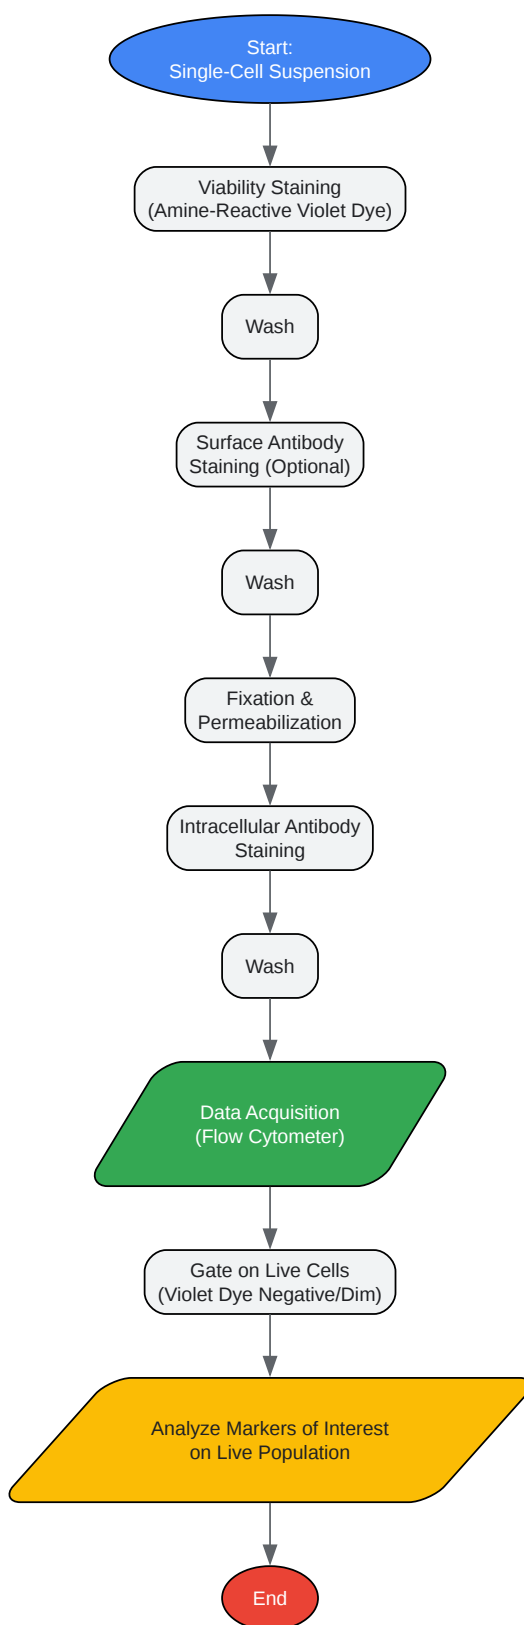 Start:
Single-Cell Suspension
Viability Staining
(Amine-Reactive Violet Dye)
Wash
Surface Antibody
Staining (Optional)
Wash
Fixation &
Permeabilization
Intracellular Antibody
Staining
Wash
Data Acquisition
(Flow Cytometer)
Gate on Live Cells
(Violet Dye Negative/Dim)
Analyze Markers of Interest
on Live Population
End